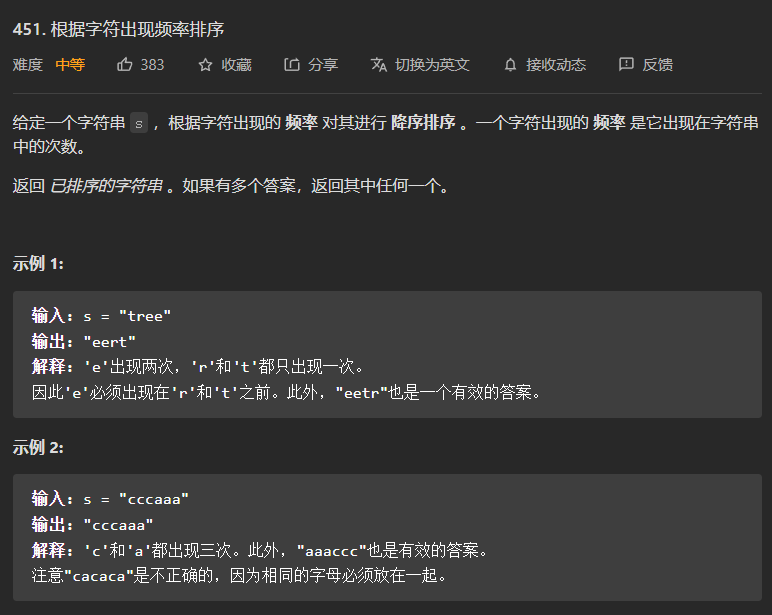 451. 根据字符出现频率排序
难度 中等 383 收藏 分享 切换为英文 接收动态 反馈
给定一个字符串 s ，根据字符出现的 频率 对其进行 降序排序 。一个字符出现的 频率 是它出现在字符串
中的次数。
返回 已排序的字符串 。如果有多个答案，返回其中任何一个。
示例 1:
输入：s = "tree"
输出："eert"
解释：'e'出现两次，'r'和't'都只出现一次。
因此'e'必须出现在'r'和't'之前。此外，"eetr"也是一个有效的答案。
示例 2:
输入：s = "cccaaa"
输出："cccaaa"
解释：'c'和'a'都出现三次。此外，"aaaccc"也是有效的答案。
注意"cacaca"是不正确的，因为相同的字母必须放在一起。